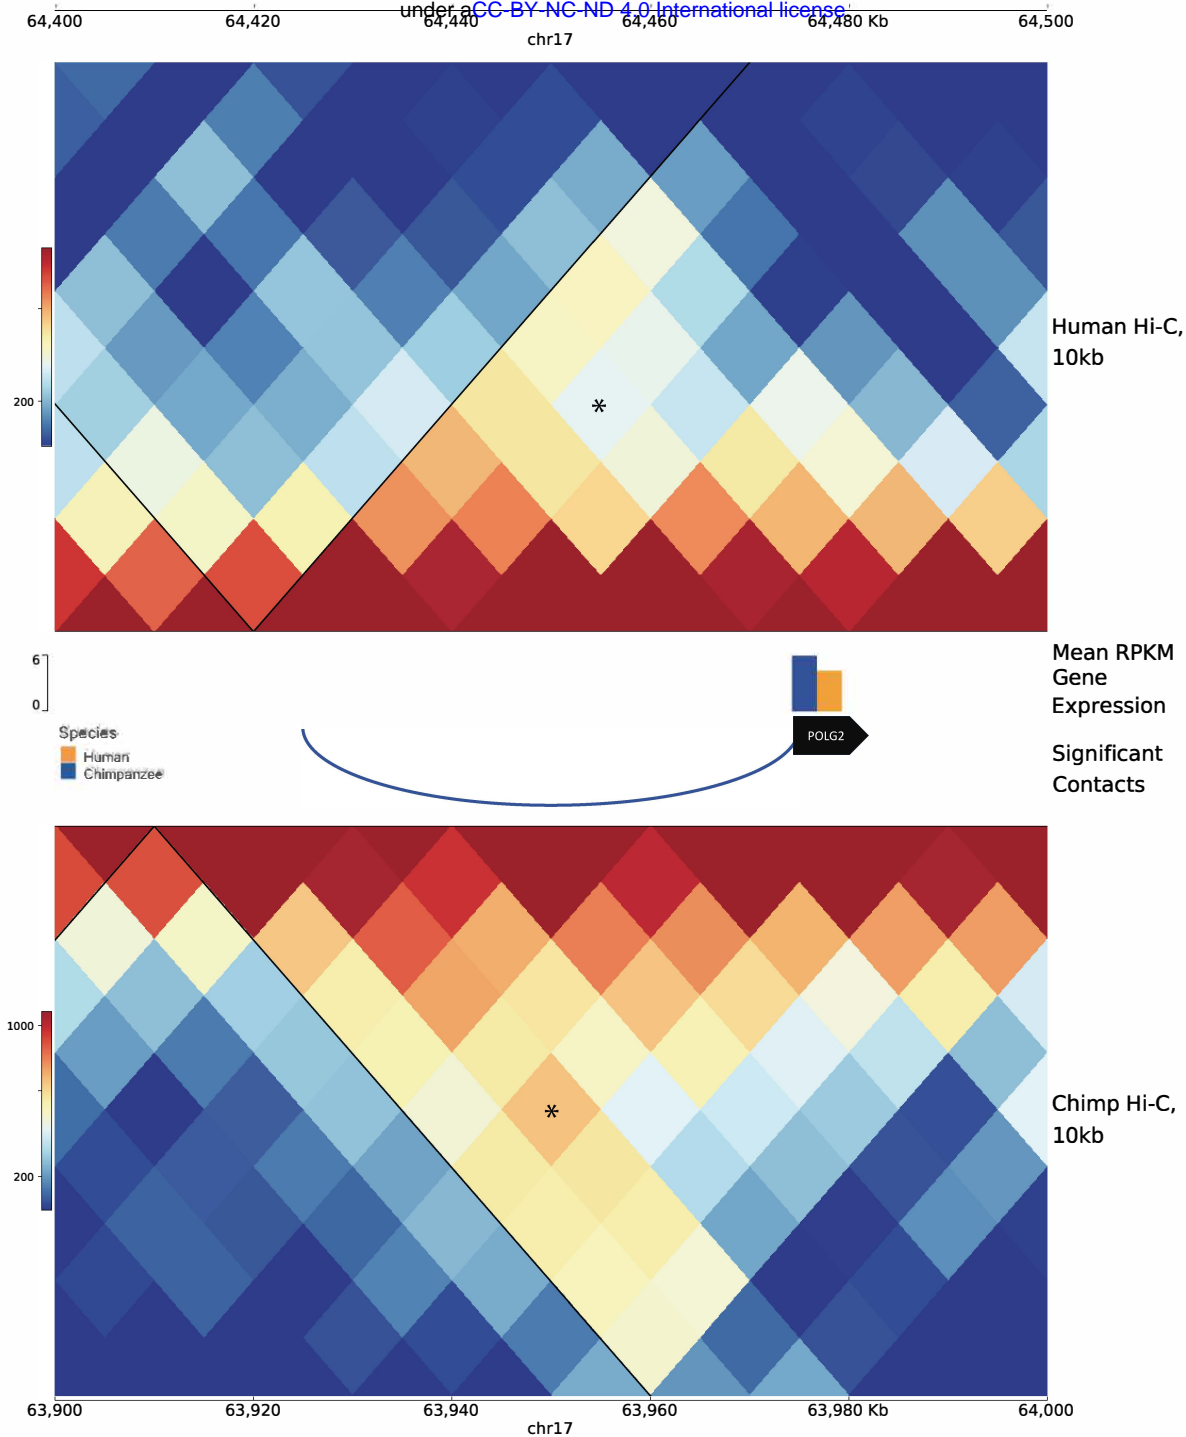 under aCC-BY-NC-ND 4.0 International license
64,400 64,420 64,440 64,460 64,480 Kb 64,500
chr17
Human Hi-C,
10kb
200
*
Mean RPKM
Gene
Expression
6
0
Species
Human
Chimpanzee
POLG2
Significant
Contacts
1000
200
*
Chimp Hi-C,
10kb
63,900 63,920 63,940 63,960 63,980 Kb 64,000
chr17